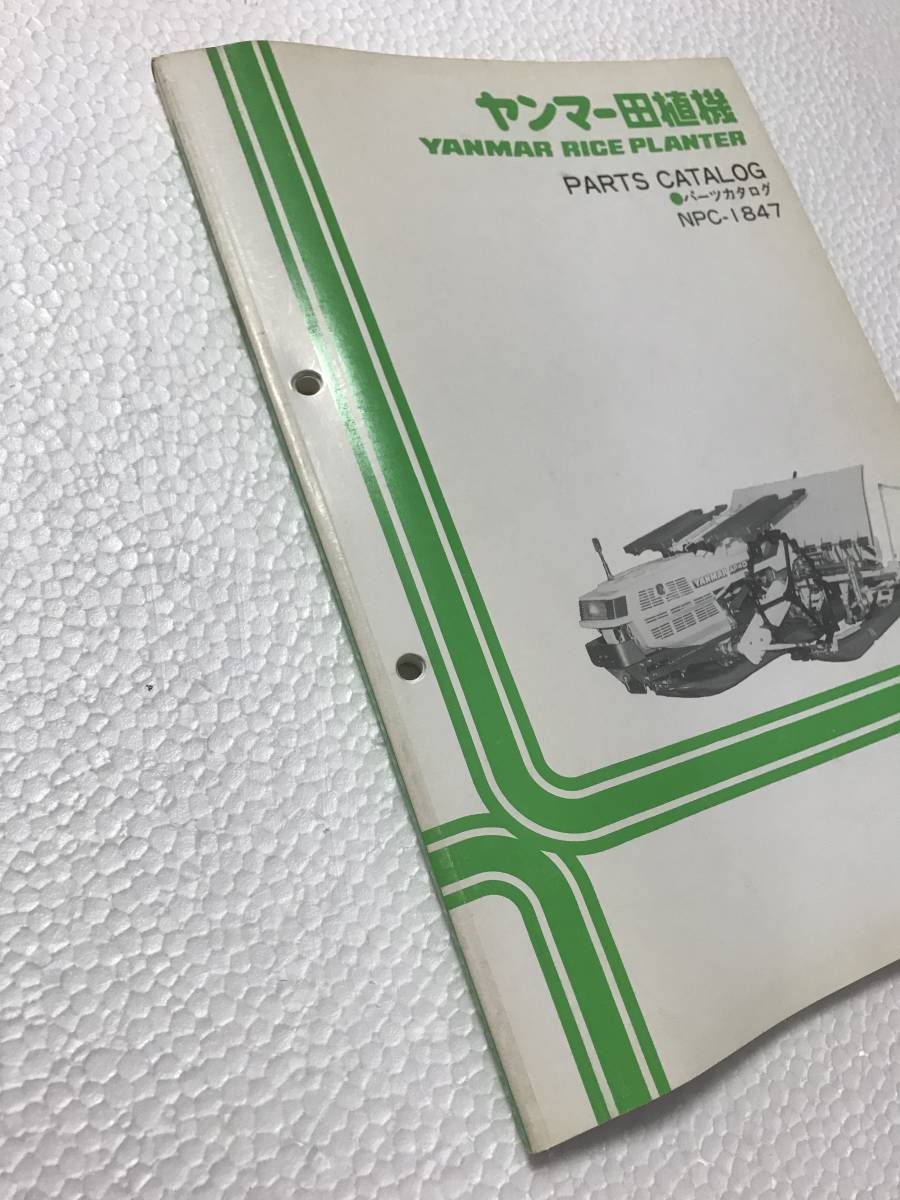 ヤンマー田植機
YANMAR RICE PLANTER
PARTS CATALOG
●パーツカタログ
NPC-1847
YANMAR